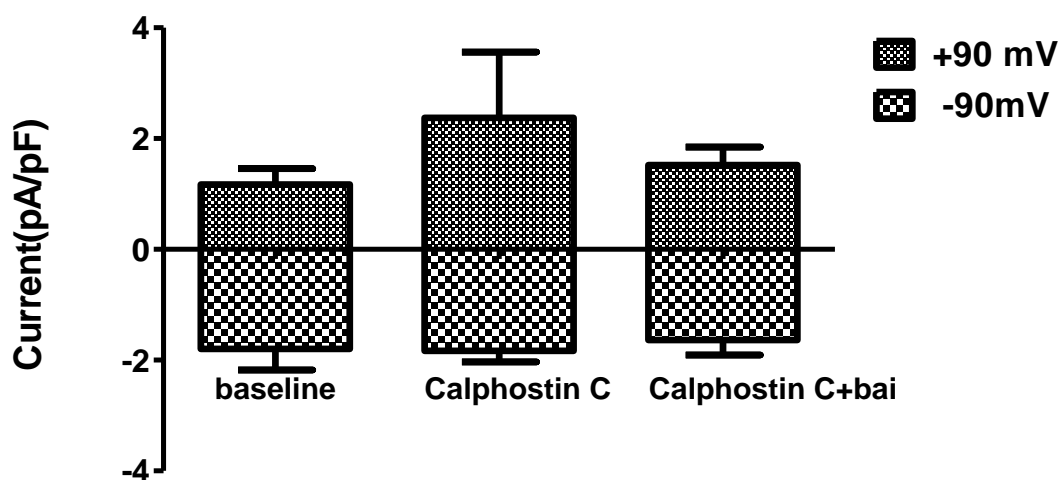 4
2
0
-2
-4
Current(pA/pF)
+90 mV
-90mV
baseline
Calphostin C
Calphostin C+bai